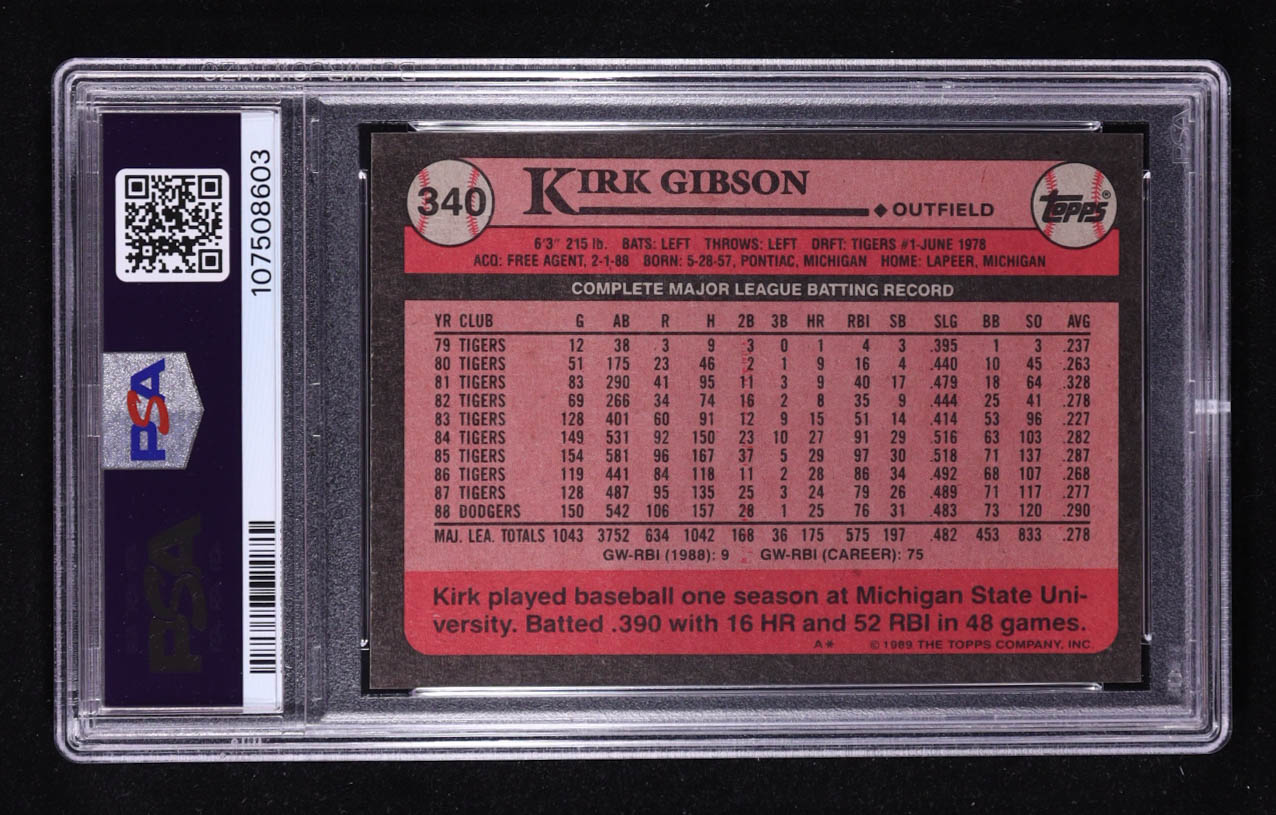 107508603
PSA
PSA
340
KIRK GIBSON
OUTFIELD
TOPPS®
6'3" 215 lb. BATS: LEFT THROWS: LEFT DRFT: TIGERS #1-JUNE 1978
ACQ: FREE AGENT, 2-1-88 BORN: 5-28-57, PONTIAC, MICHIGAN HOME: LAPEER, MICHIGAN
COMPLETE MAJOR LEAGUE BATTING RECORD
YR CLUB G AB R H 2B 3B HR RBI SB SLG BB SO AVG
79 TIGERS 12 38 3 9 3 0 1 4 3 .395 1 3 .237
80 TIGERS 51 175 23 46 2 1 9 16 4 .440 10 45 .263
81 TIGERS 83 290 41 95 11 3 9 40 17 .479 18 64 .328
82 TIGERS 69 266 34 74 16 2 8 35 9 .444 25 41 .278
83 TIGERS 128 401 60 91 12 9 15 51 14 .414 53 96 .227
84 TIGERS 149 531 92 150 23 10 27 91 29 .516 63 103 .282
85 TIGERS 154 581 96 167 37 5 29 97 30 .518 71 137 .287
86 TIGERS 119 441 84 118 11 2 28 86 34 .492 68 107 .268
87 TIGERS 128 487 95 135 25 3 24 79 26 .489 71 117 .277
88 DODGERS 150 542 106 157 28 1 25 76 31 .483 73 120 .290
MAJ. LEA. TOTALS 1043 3752 634 1042 168 36 175 575 197 .482 453 833 .278
GW-RBI (1988): 9 GW-RBI (CAREER): 75
Kirk played baseball one season at Michigan State Uni-
versity. Batted .390 with 16 HR and 52 RBI in 48 games.
A* © 1989 THE TOPPS COMPANY, INC.